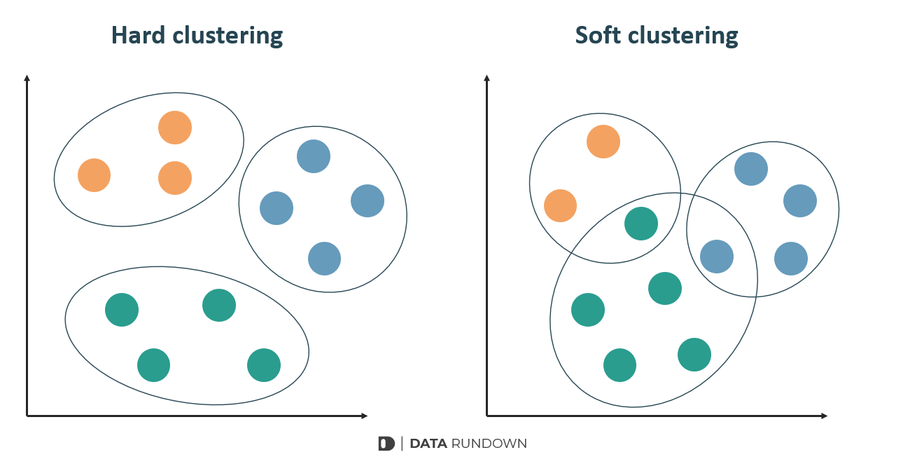 Hard clustering
Soft clustering
DATA RUNDOWN